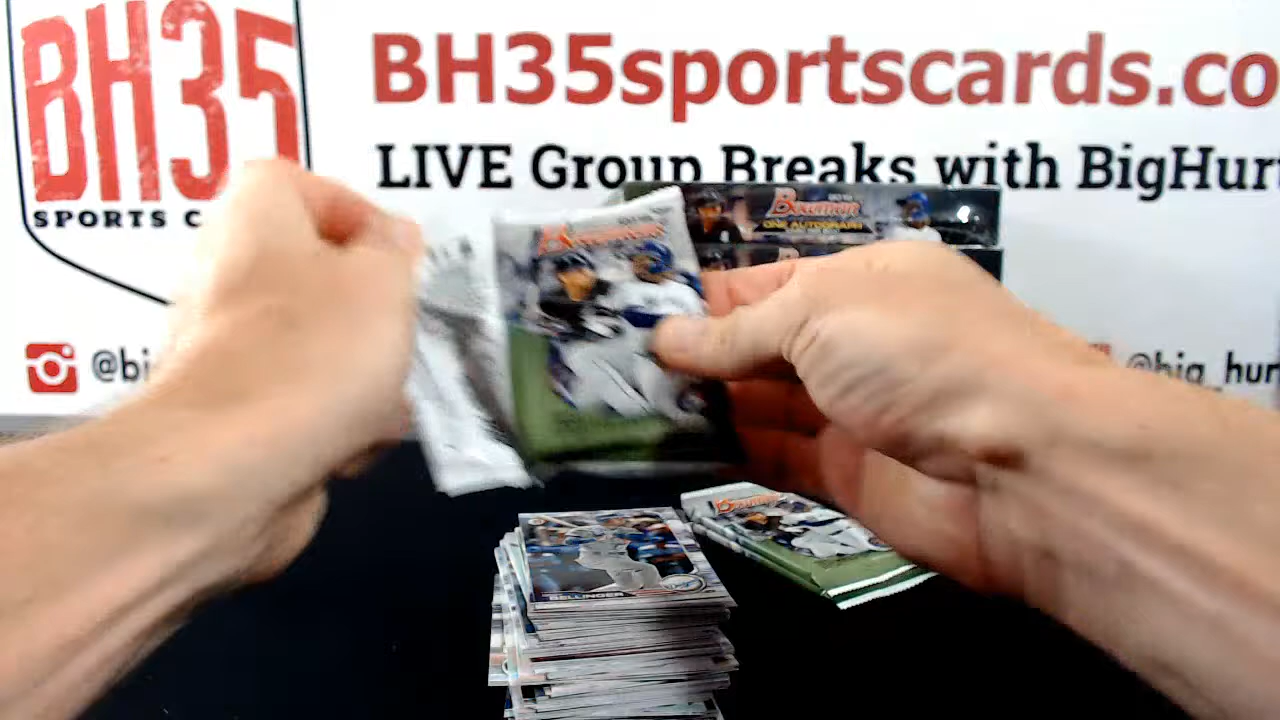 BH35
SPORTS C
BH35sportscards.co
LIVE Group Breaks with BigHurt
@bi
@big_hur
Bowman
ONE AUTOGRAPH
Bowman
Bowman
BELLINGER